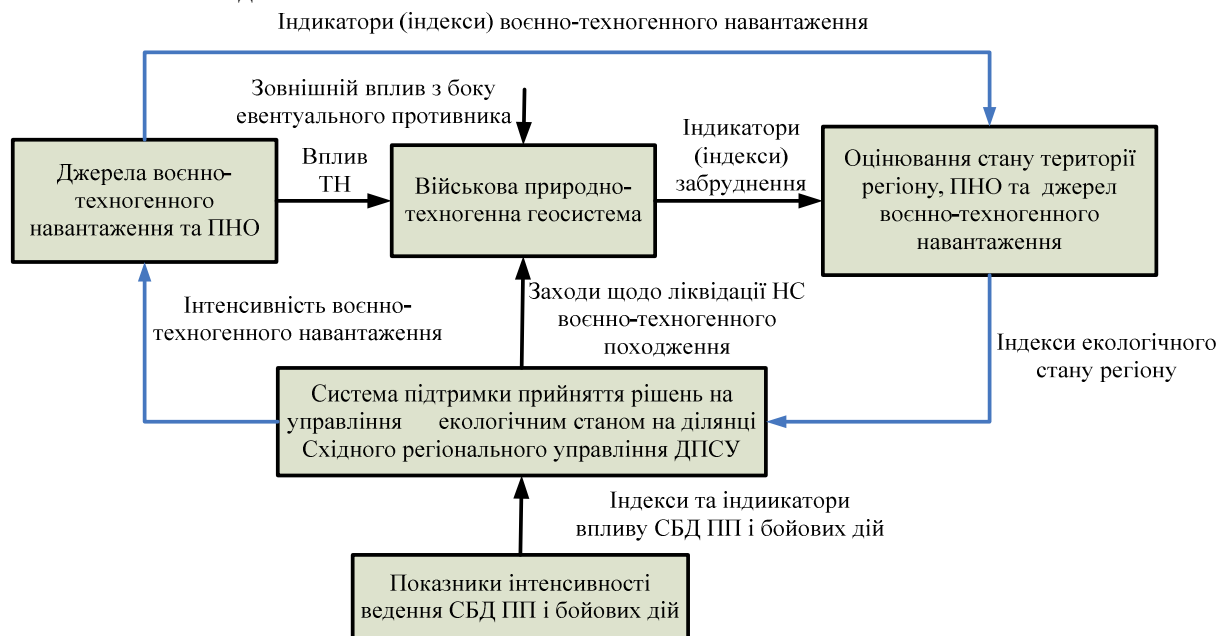 Індикатори (індекси) воєнно-техногенного навантаження
Зовнішній вплив з боку
евентуального противника
Джерела воєнно-
техногенного
навантаження та ПНО
Вплив
ТН
Військова природно-
техногенна геосистема
Індикатори
(індекси)
забруднення
Оцінювання стану території
регіону, ПНО та джерел
воєнно-техногенного
навантаження
Інтенсивність воєнно-
техногенного навантаження
Заходи щодо ліквідації НС
воєнно-техногенного
походження
Індекси екологічного
стану регіону
Система підтримки прийняття рішень на
управління екологічним станом на ділянці
Східного регіонального управління ДПСУ
Індекси та індиикатори
впливу СБД ПП і бойових дій
Показники інтенсивності
ведення СБД ПП і бойових дій